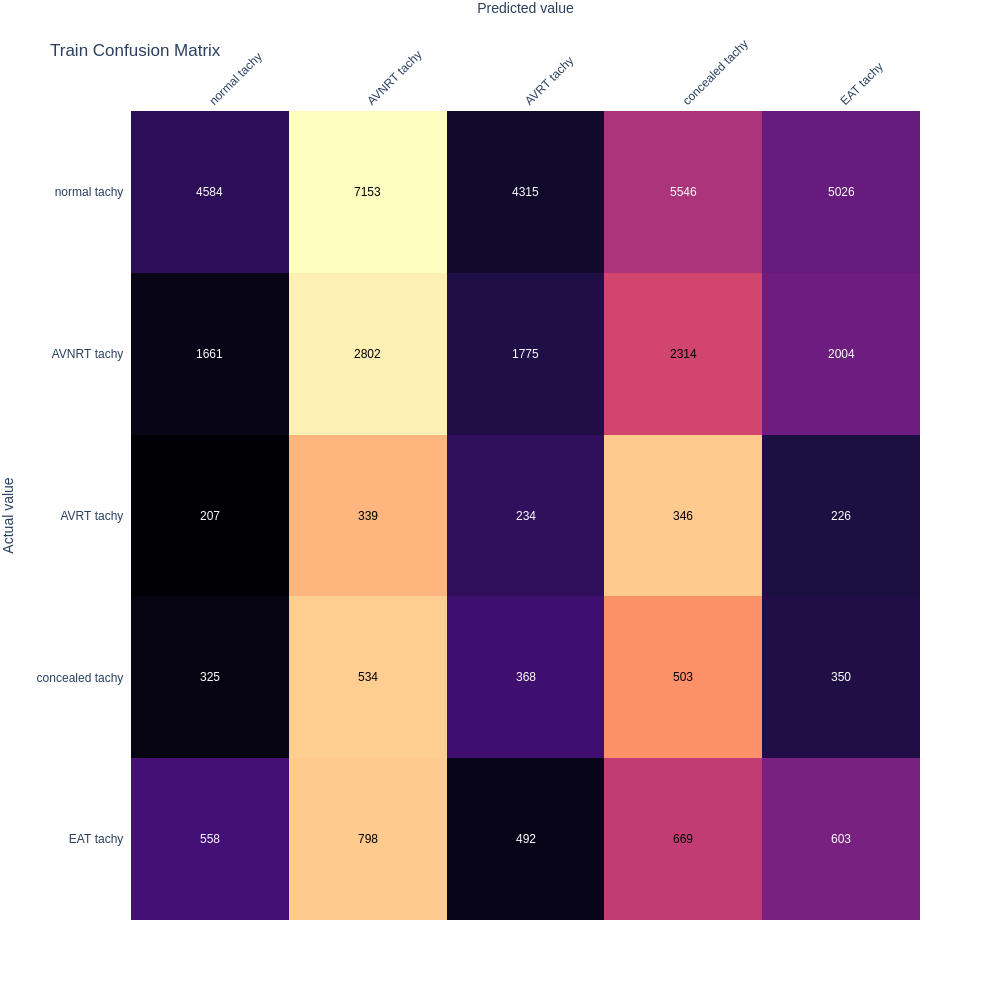 Predicted value
Train Confusion Matrix
normal tachy AVNRT tachy AVRT tachy concealed tachy EAT tachy
Actual value
normal tachy 4584 7153 4315 5546 5026
AVNRT tachy 1661 2802 1775 2314 2004
AVRT tachy 207 339 234 346 226
concealed tachy 325 534 368 503 350
EAT tachy 558 798 492 669 603